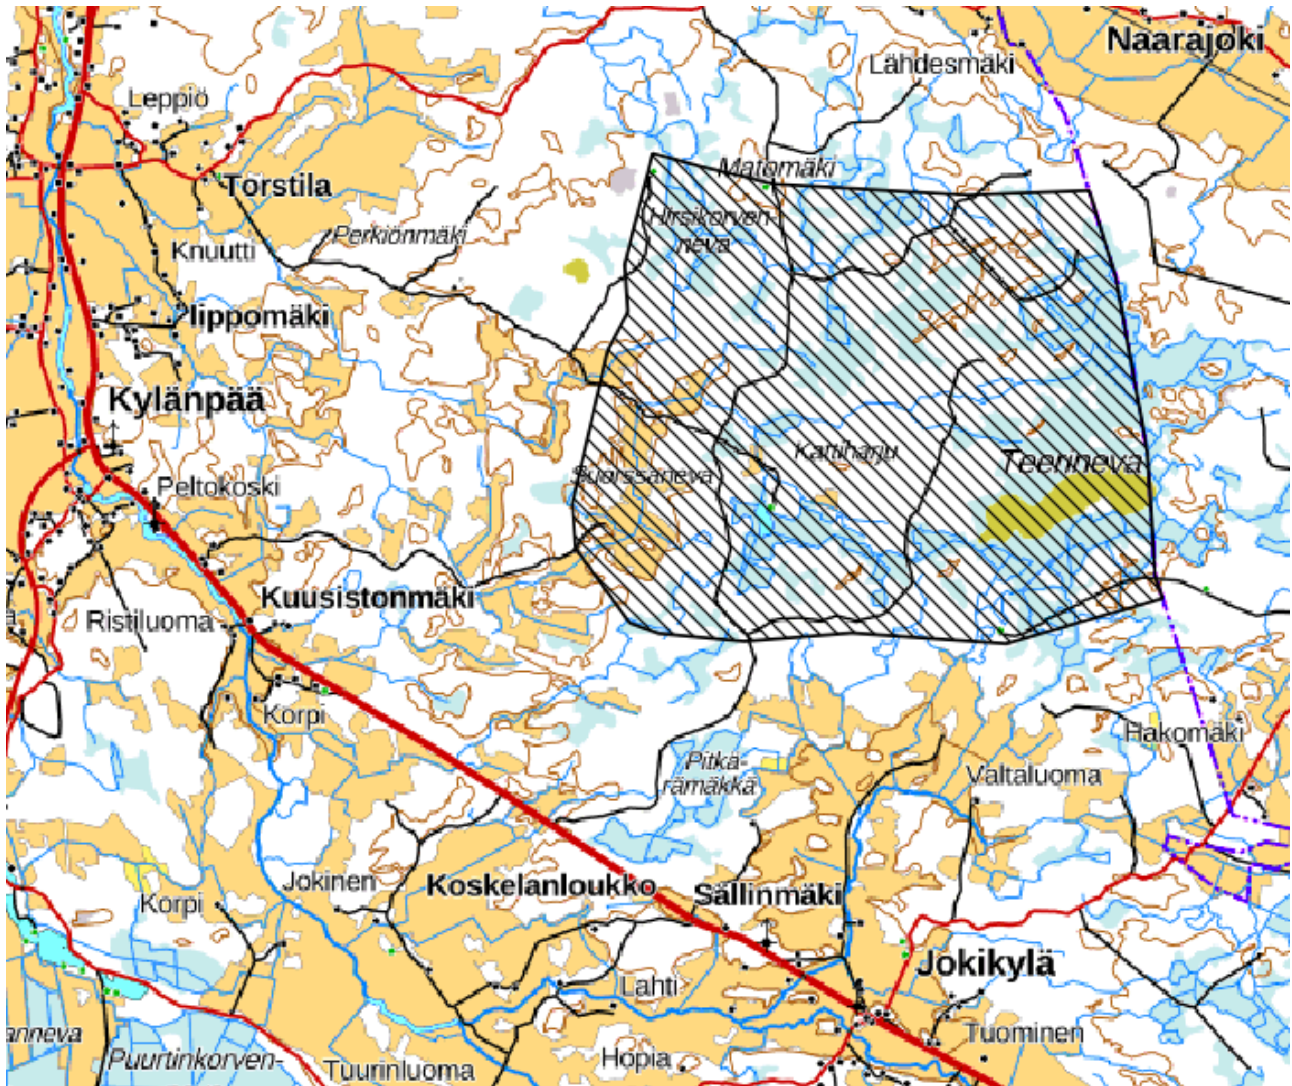 Naarajoki
Lähdesmäki
Leppiö
Matomäki
Torstila
Hirsikorven-
neva
Perkiönmäki
Knuutti
Iippomäki
Kylänpää
Kattiharju
Teerineva
Suorssaneva
Peltokoski
Kuusistonmäki
Ristiluoma
Korpi
Hakomäki
Pitkä-
rämäkkä
Valtaluoma
Jokinen
Koskelanloukko
Sällinmäki
Korpi
Jokikylä
Lahti
anneva
Tuominen
Puurtinkorven-
Hopia
Tuurinluoma